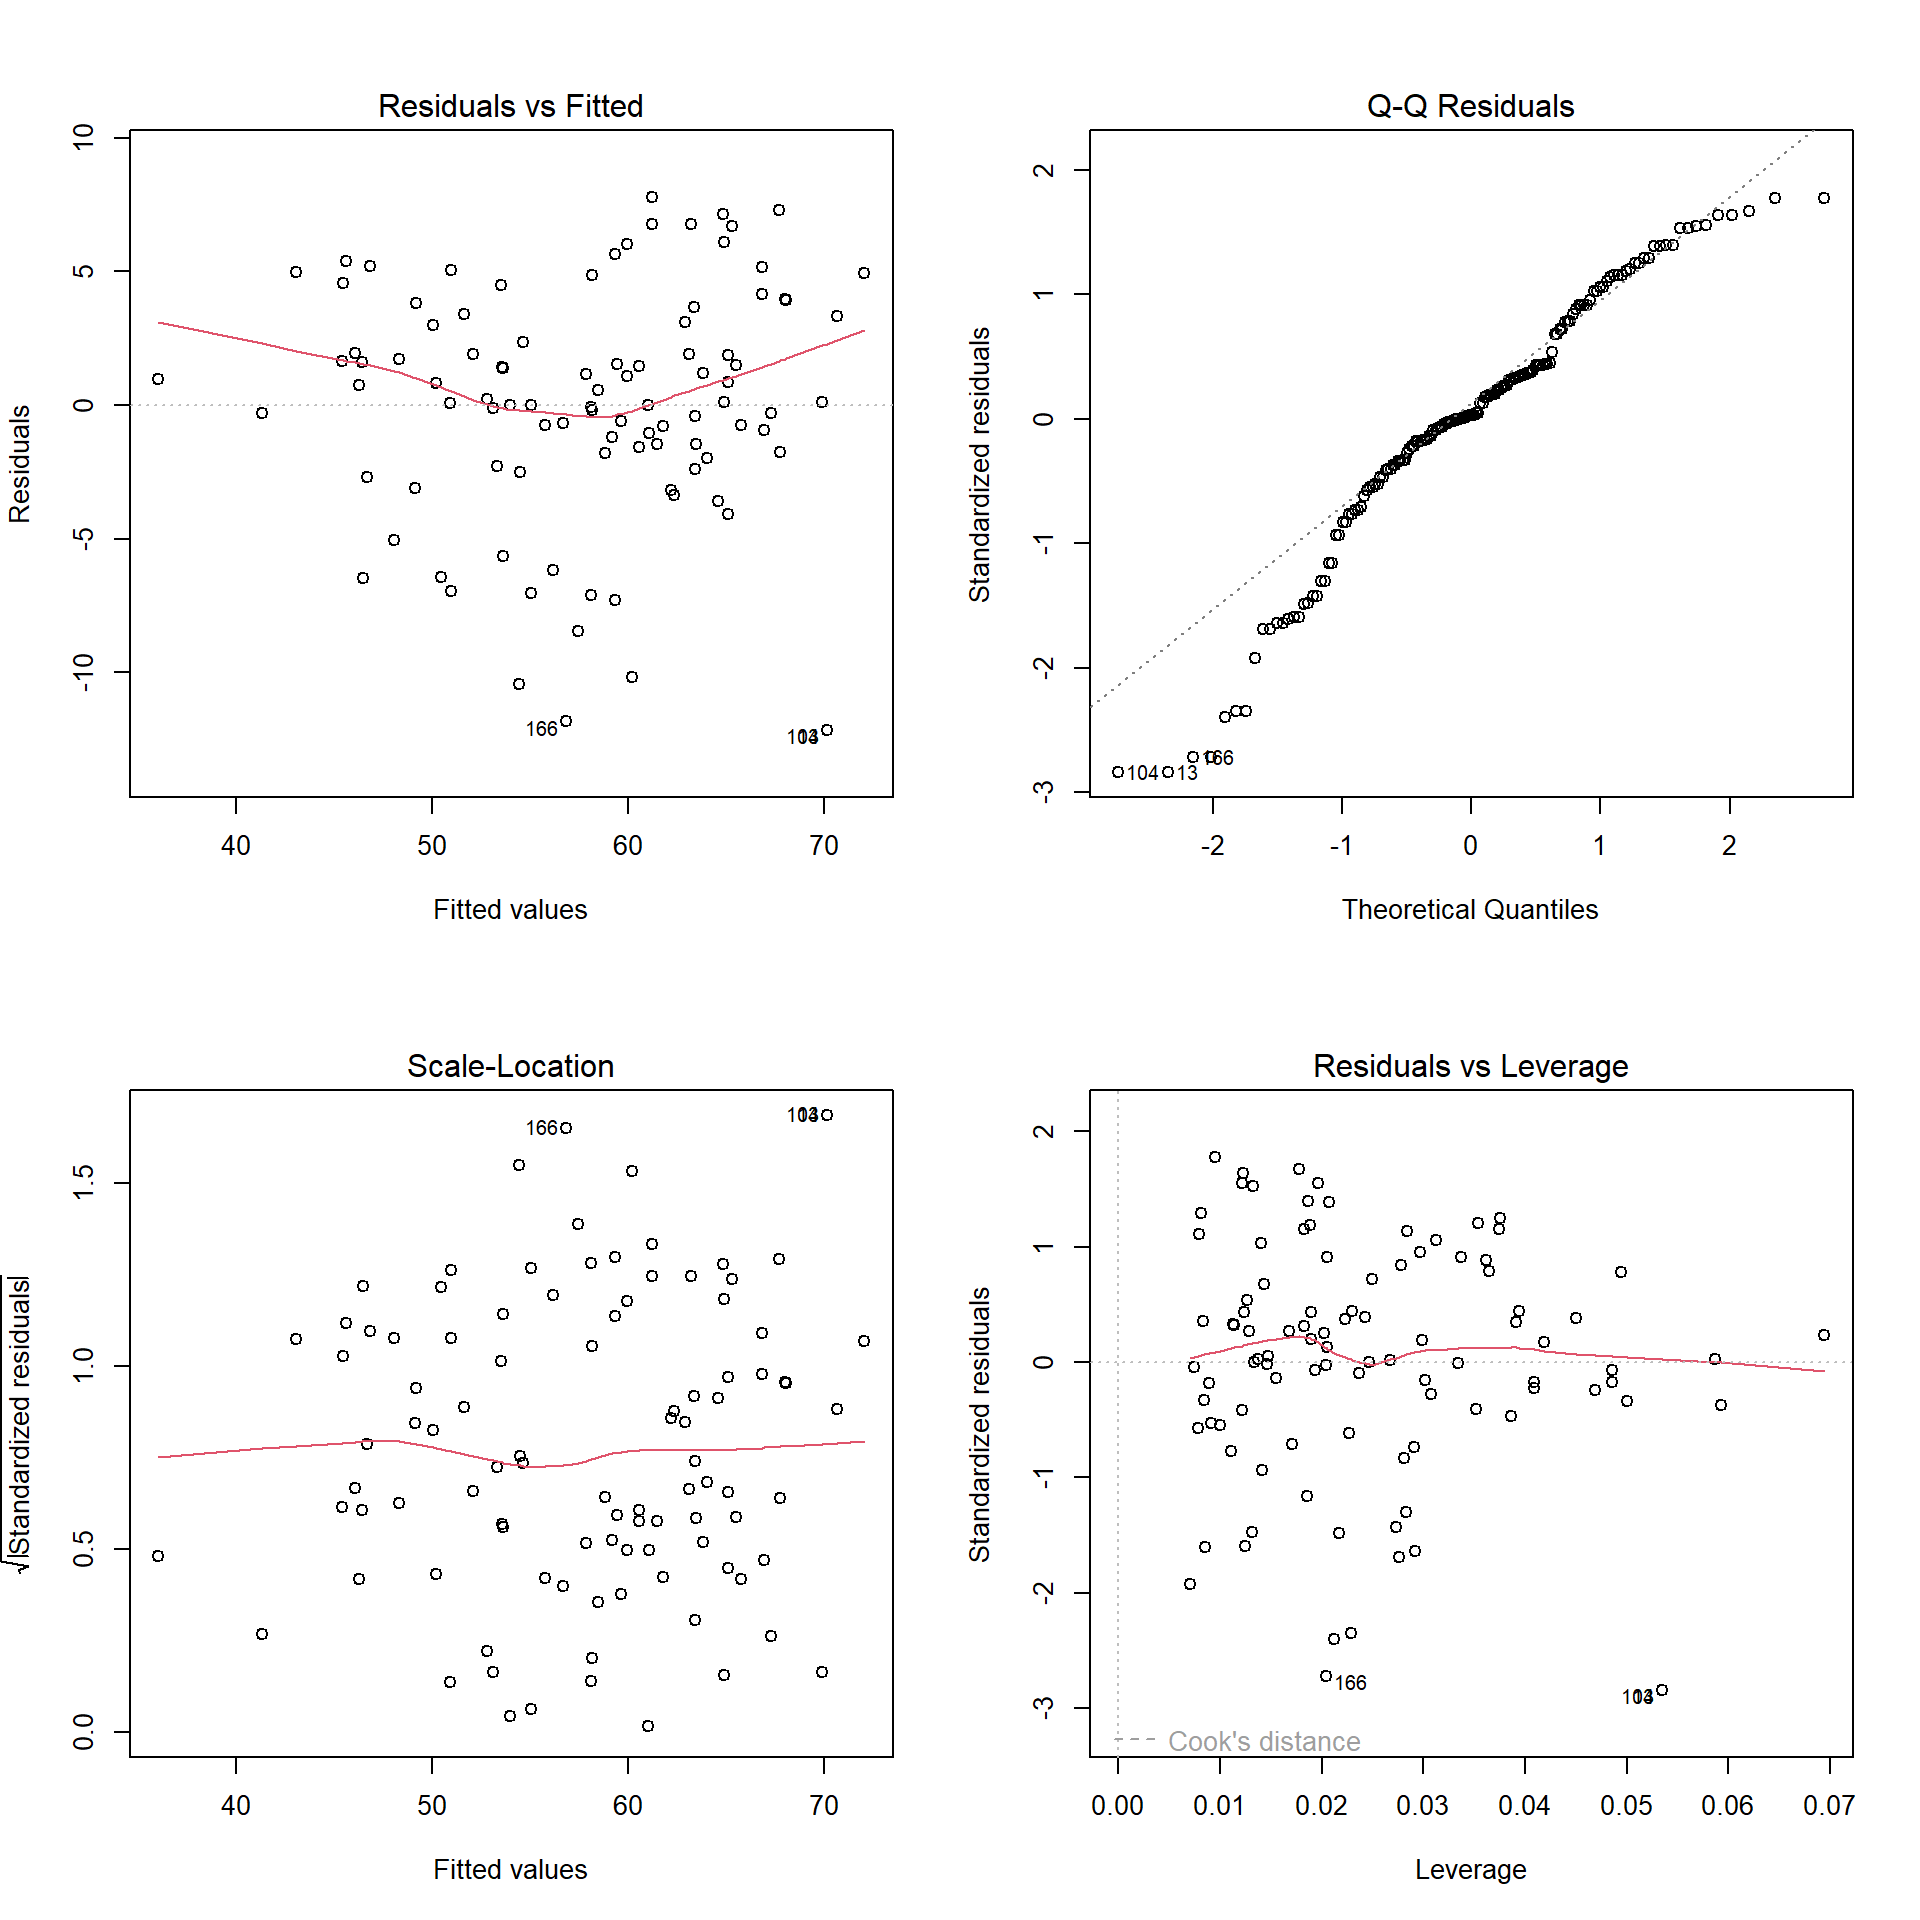 Residuals vs Fitted
Residuals
10
5
0
-5
-10
166
13
40 50 60 70
Fitted values
Q-Q Residuals
Standardized residuals
2
1
0
-1
-2
-3
104 13 166
-2 -1 0 1 2
Theoretical Quantiles
Scale-Location
√|Standardized residuals|
1.5
1.0
0.5
0.0
166
40 50 60 70
Fitted values
Residuals vs Leverage
Standardized residuals
2
1
0
-1
-2
-3
166
Cook's distance
0.00 0.01 0.02 0.03 0.04 0.05 0.06 0.07
Leverage